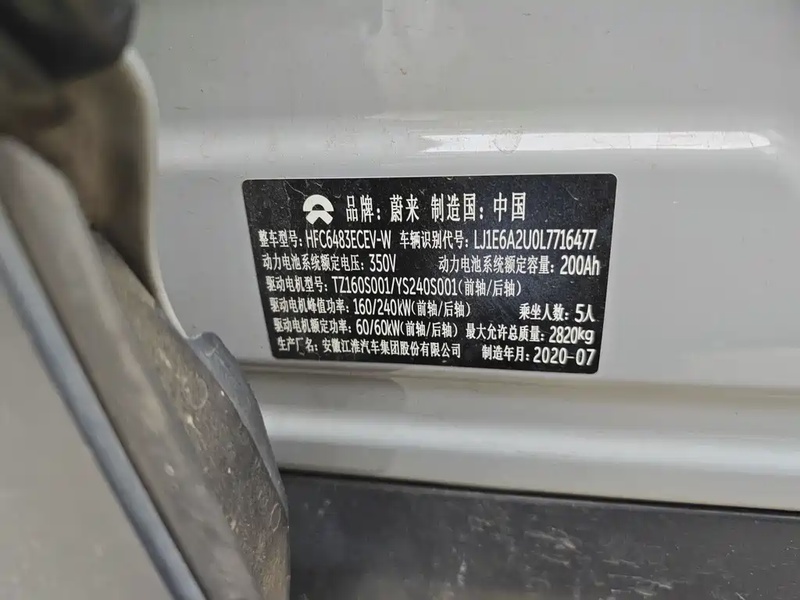 品牌：蔚来 制造国：中国
整车型号：HFC6483ECEV-W 车辆识别代号：LJ1E6A2U0L7716477
动力电池系统额定电压：350V 动力电池系统额定容量：200Ah
驱动电机型号：TZ160S001/YS240S001(前轴/后轴)
驱动电机峰值功率：160/240kW(前轴/后轴) 乘坐人数：5人
驱动电机额定功率：60/60kW(前轴/后轴) 最大允许总质量：2820kg
生产厂名：安徽江淮汽车集团股份有限公司 制造年月：2020-07